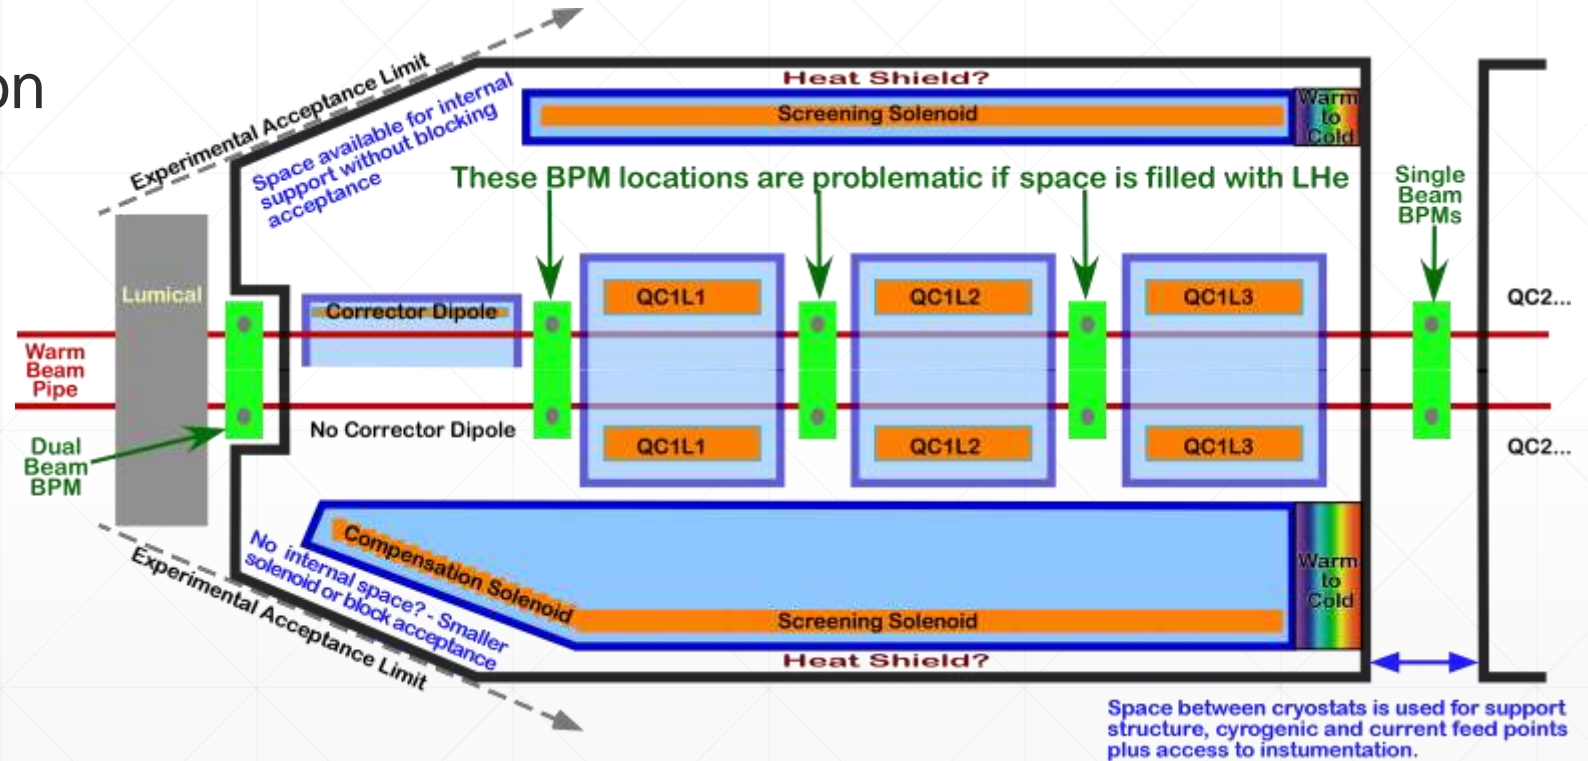 on
Experimental Acceptance Limit
Heat Shield?
Space available for internal
support without blocking
acceptance
Screening Solenoid
Warm
to
Cold
These BPM locations are problematic if space is filled with LHe
Single
Beam
BPMs
Lumical
Corrector Dipole
QC1L1
QC1L2
QC1L3
QC2...
Warm
Beam
Pipe
No Corrector Dipole
QC1L1
QC1L2
QC1L3
QC2...
Dual
Beam
BPM
Compensation Solenoid
No internal space? - Smaller
solenoid or block acceptance
Experimental Acceptance Limit
Screening Solenoid
Warm
to
Cold
Heat Shield?
Space between cryostats is used for support
structure, cyrogenic and current feed points
plus access to instumentation.